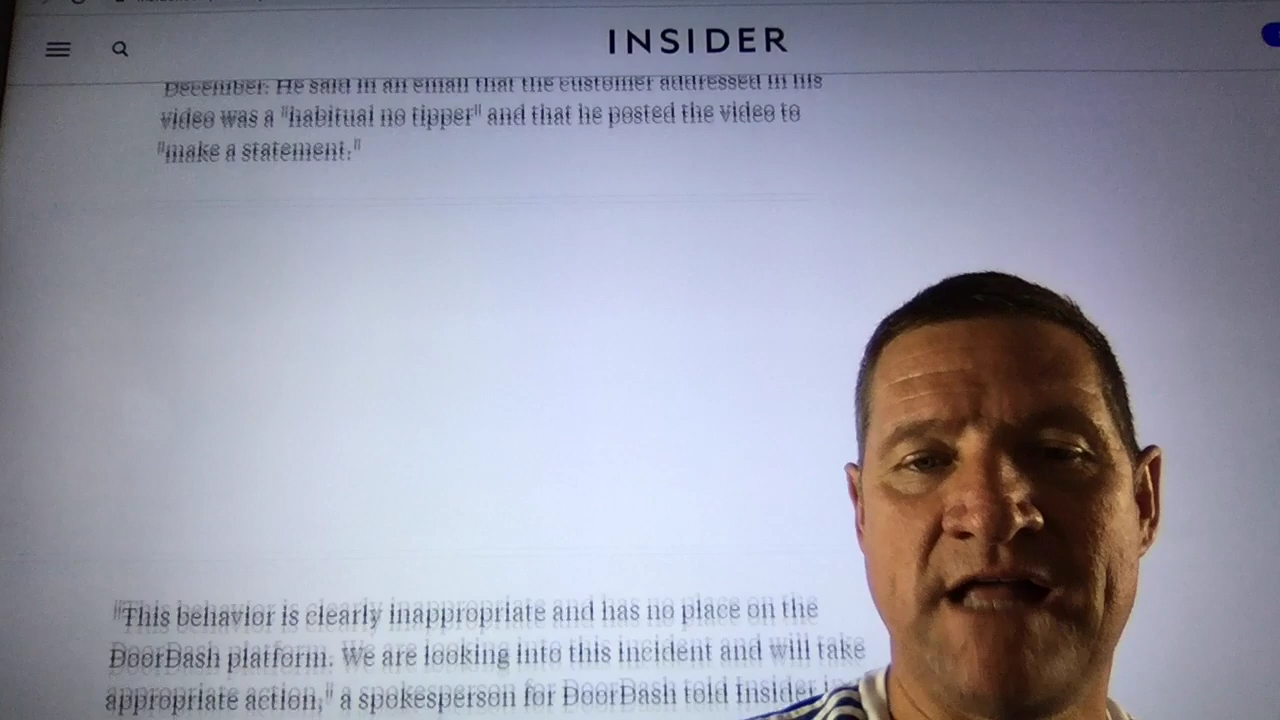 INSIDER
December. He said in an email that the customer addressed in his
video was a "habitual no tipper" and that he posted the video to
"make a statement."
"This behavior is clearly inappropriate and has no place on the
DoorDash platform. We are looking into this incident and will take
appropriate action," a spokesperson for DoorDash told Insider